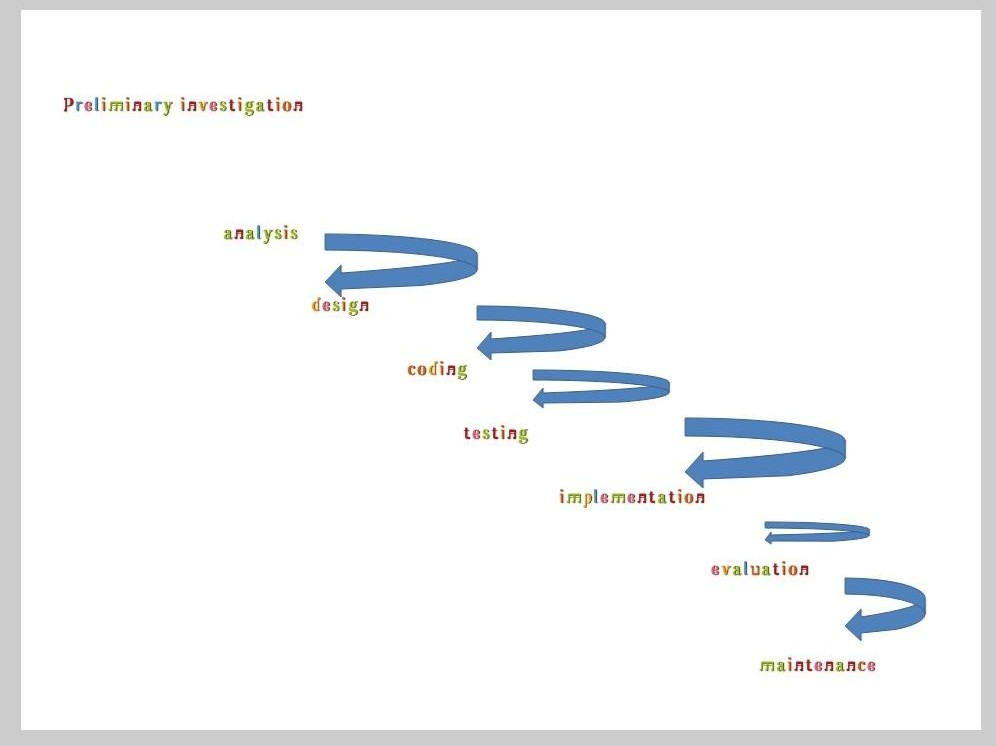 Preliminary investigation
analysis
design
coding
testing
implementation
evaluation
maintenance